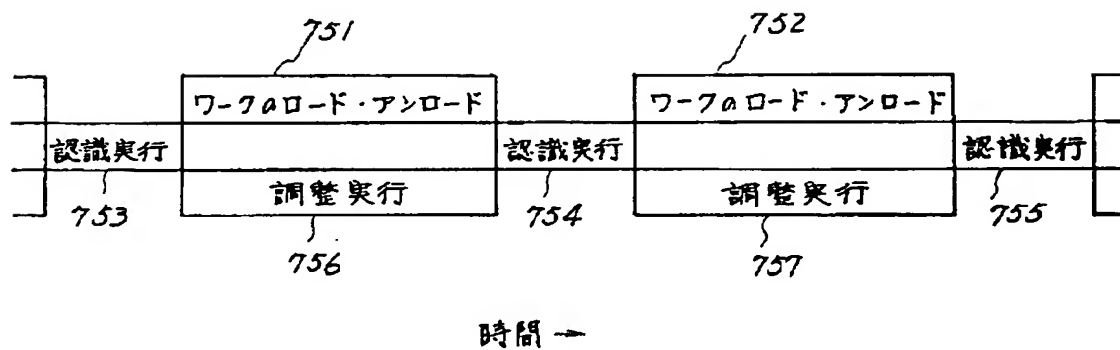 751 752
ワークのロード・アンロード ワークのロード・アンロード
認識実行 認識実行 認識実行
調整実行 調整実行
753 754 755
756 757
時間→